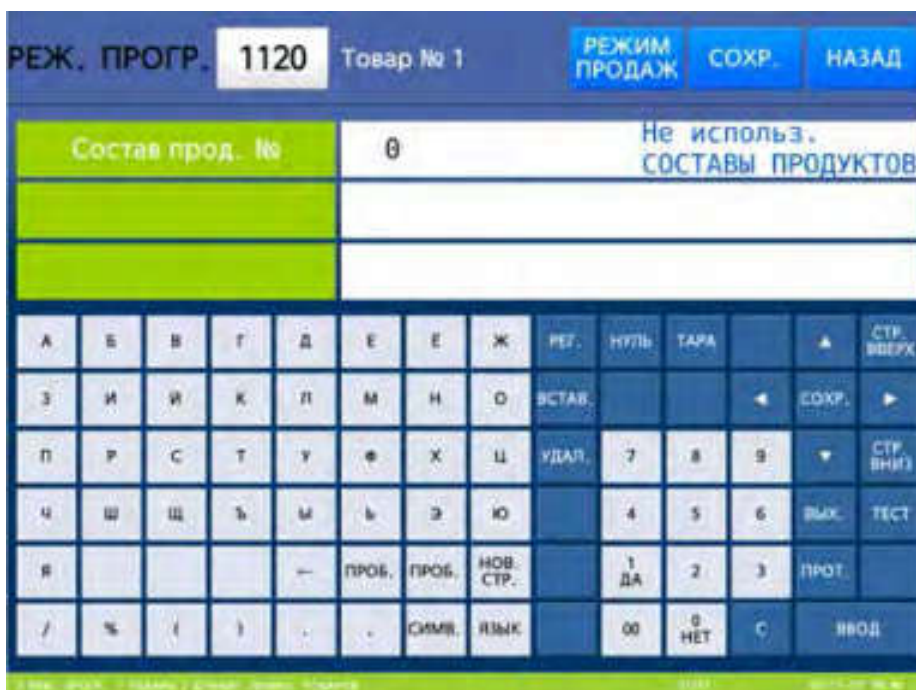 РЕЖ. ПРОГР. 1120 Товар № 1 РЕЖИМ ПРОДАЖ СОХР. НАЗАД
Состав прод. № 0 Не использ.
СОСТАВЫ ПРОДУКТОВ
А Б В Г Д Е Ё Ж РЕГ. НУЛЬ ТАРА ▲ СТР. ВВЕРХ
З И Й К Л М Н О ВСТАВ. ◄ СОХР. ►
П Р С Т У Ф Х Ц УДАЛ. 7 8 9 ▼ СТР. ВНИЗ
Ч Ш Щ Ъ Ы Ь Э Ю 4 5 6 ВЫХ. ТЕСТ
Я ← ПРОБ. ПРОБ. НОВ. СТР. 1 ДА 2 3 ПРОТ.
/ % ( ) . , СИМВ. ЯЗЫК 00 0 НЕТ C ВВОД